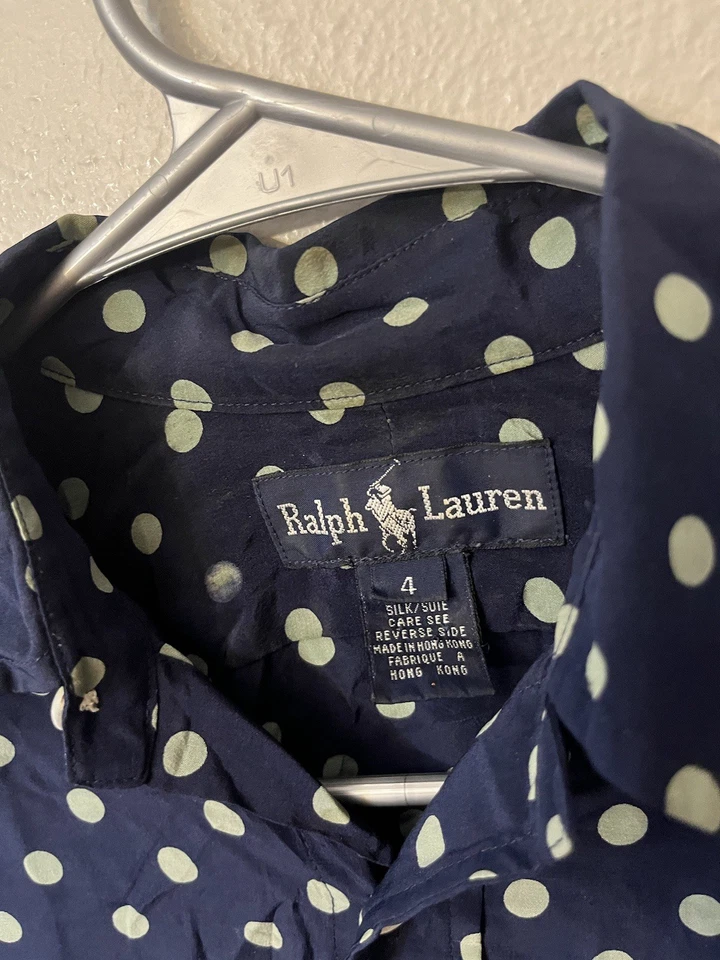 U1
Ralph Lauren
4
SILK/SOIE
CARE SEE
REVERSE SIDE
MADE IN HONG KONG
FABRIQUE A
HONG KONG